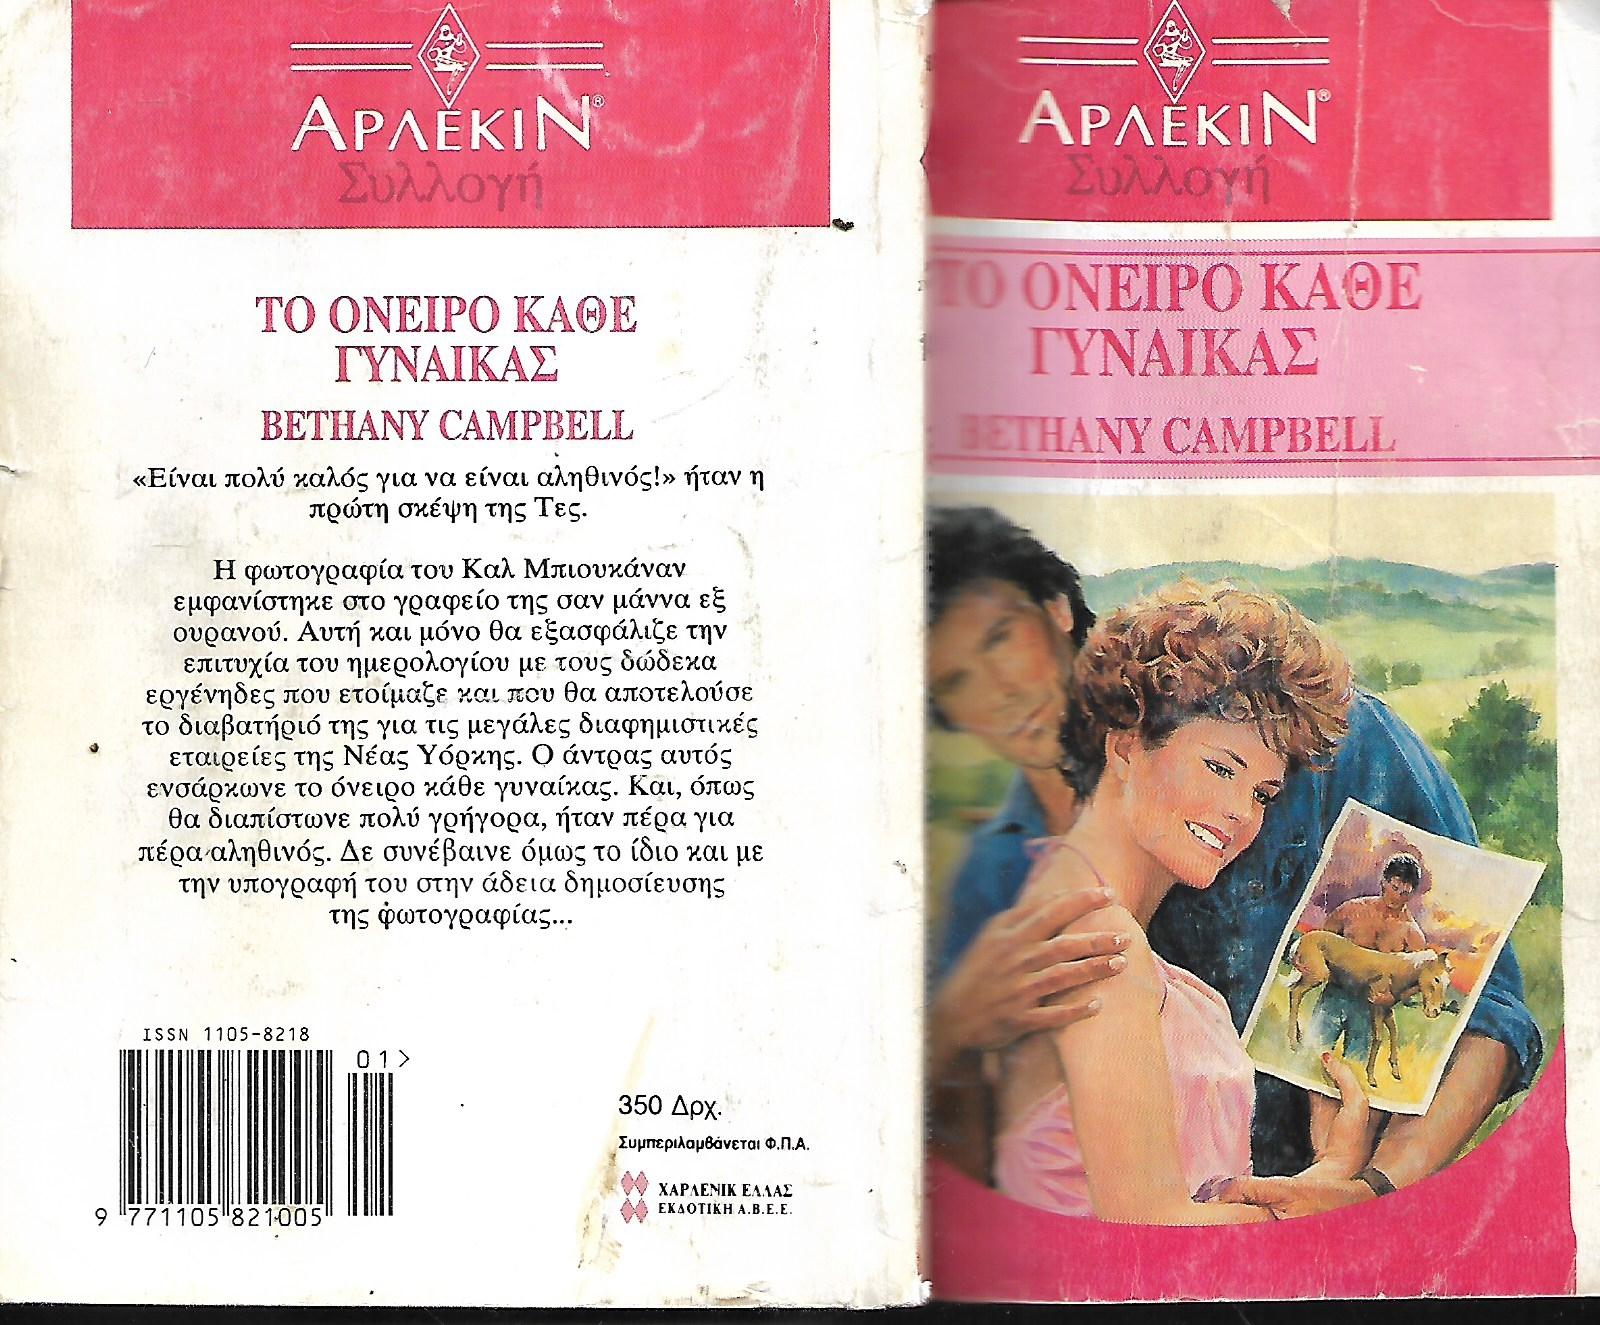 ΑΡΛΕΚΙΝ®
Συλλογή
ΤΟ ΟΝΕΙΡΟ ΚΑΘΕ
ΓΥΝΑΙΚΑΣ
BETHANY CAMPBELL
«Είναι πολύ καλός για να είναι αληθινός!» ήταν η
πρώτη σκέψη της Τες.
Η φωτογραφία του Καλ Μπιουκάναν
εμφανίστηκε στο γραφείο της σαν μάννα εξ
ουρανού. Αυτή και μόνο θα εξασφάλιζε την
επιτυχία του ημερολογίου με τους δώδεκα
εργένηδες που ετοίμαζε και που θα αποτελούσε
το διαβατήριό της για τις μεγάλες διαφημιστικές
εταιρείες της Νέας Υόρκης. Ο άντρας αυτός
ενσάρκωνε το όνειρο κάθε γυναίκας. Και, όπως
θα διαπίστωνε πολύ γρήγορα, ήταν πέρα για
πέρα αληθινός. Δε συνέβαινε όμως το ίδιο και με
την υπογραφή του στην άδεια δημοσίευσης
της φωτογραφίας...
ISSN 1105-8218
01>
9 771105 821005
350 Δρχ.
Συμπεριλαμβάνεται Φ.Π.Α.
ΧΑΡΛΕΝΙΚ ΕΛΛΑΣ
ΕΚΔΟΤΙΚΗ Α.Β.Ε.Ε.
ΑΡΛΕΚΙΝ®
Συλλογή
ΤΟ ΟΝΕΙΡΟ ΚΑΘΕ
ΓΥΝΑΙΚΑΣ
BETHANY CAMPBELL